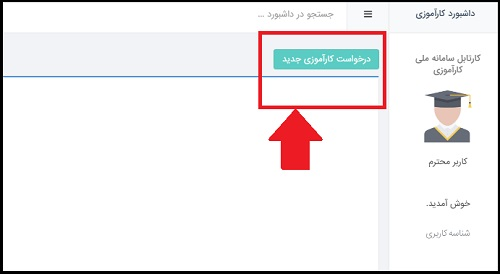 داشبورد کارآموزی
جستجو در داشبورد ...
درخواست کارآموزی جدید
کارتابل سامانه ملی
کارآموزی
کاربر محترم
خوش آمدید.
شناسه کاربری